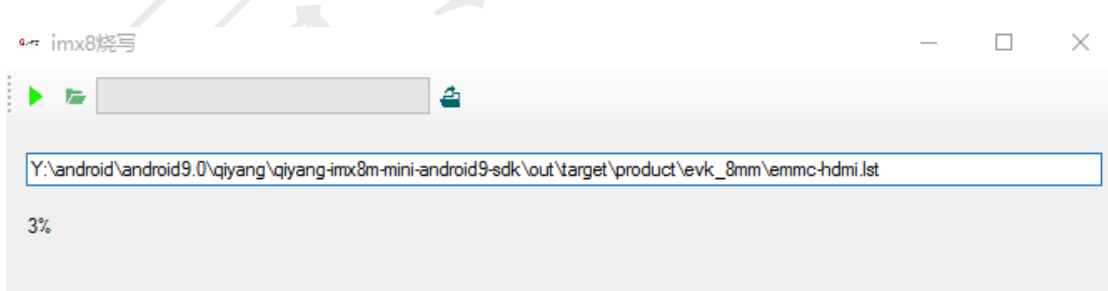 imx8烧写
Y:\android\android9.0\qiyang\qiyang-imx8m-mini-android9-sdk\out\target\product\evk_8mm\emmc-hdmi.lst
3%